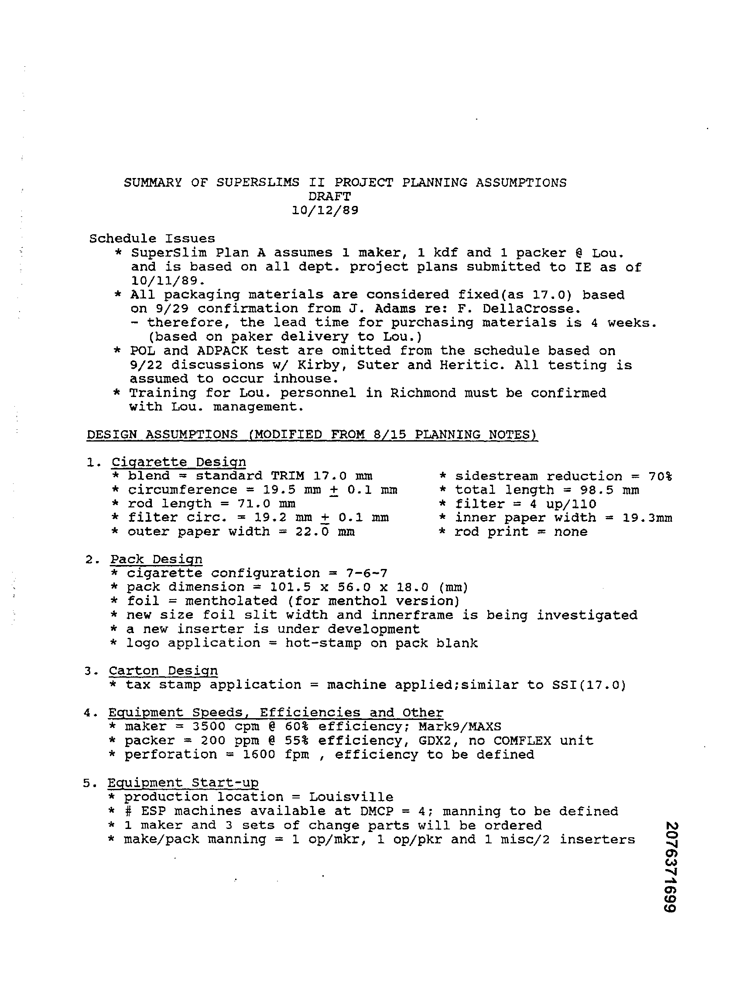 SUMMARY OF SUPERSLIMS II PROJECT PLANNING ASSUMPTIONS
DRAFT
10/12/89
Schedule Issues
* SuperSlim Plan A assumes 1 maker, 1 kdf and 1 packer @ Lou.
and is based on all dept. project plans submitted to IE as of
10/11/89.
* All packaging materials are considered fixed(as 17.0) based
on 9/29 confirmation from J. Adams re: F. DellaCrosse.
- therefore, the lead time for purchasing materials is 4 weeks.
(based on paker delivery to Lou.)
* POL and ADPACK test are omitted from the schedule based on
9/22 discussions w/ Kirby, Suter and Heritic. All testing is
assumed to occur inhouse.
* Training for Lou. personnel in Richmond must be confirmed
with Lou. management.
DESIGN ASSUMPTIONS (MODIFIED FROM 8/15 PLANNING NOTES)
1. Cigarette Design
* blend = standard TRIM 17.0 mm * sidestream reduction = 70%
* circumference = 19.5 mm ± 0.1 mm * total length = 98.5 mm
* rod length = 71.0 mm * filter = 4 up/110
* filter circ. = 19.2 mm ± 0.1 mm * inner paper width = 19.3mm
* outer paper width = 22.0 mm * rod print = none
2. Pack Design
* cigarette configuration = 7-6-7
* pack dimension = 101.5 x 56.0 x 18.0 (mm)
* foil = mentholated (for menthol version)
* new size foil slit width and innerframe is being investigated
* a new inserter is under development
* logo application = hot-stamp on pack blank
3. Carton Design
* tax stamp application = machine applied;similar to SSI(17.0)
4. Equipment Speeds, Efficiencies and Other
* maker = 3500 cpm @ 60% efficiency; Mark9/MAXS
* packer = 200 ppm @ 55% efficiency, GDX2, no COMFLEX unit
* perforation = 1600 fpm , efficiency to be defined
5. Equipment Start-up
* production location = Louisville
* # ESP machines available at DMCP = 4; manning to be defined
* 1 maker and 3 sets of change parts will be ordered
* make/pack manning = 1 op/mkr, 1 op/pkr and 1 misc/2 inserters
2076371699